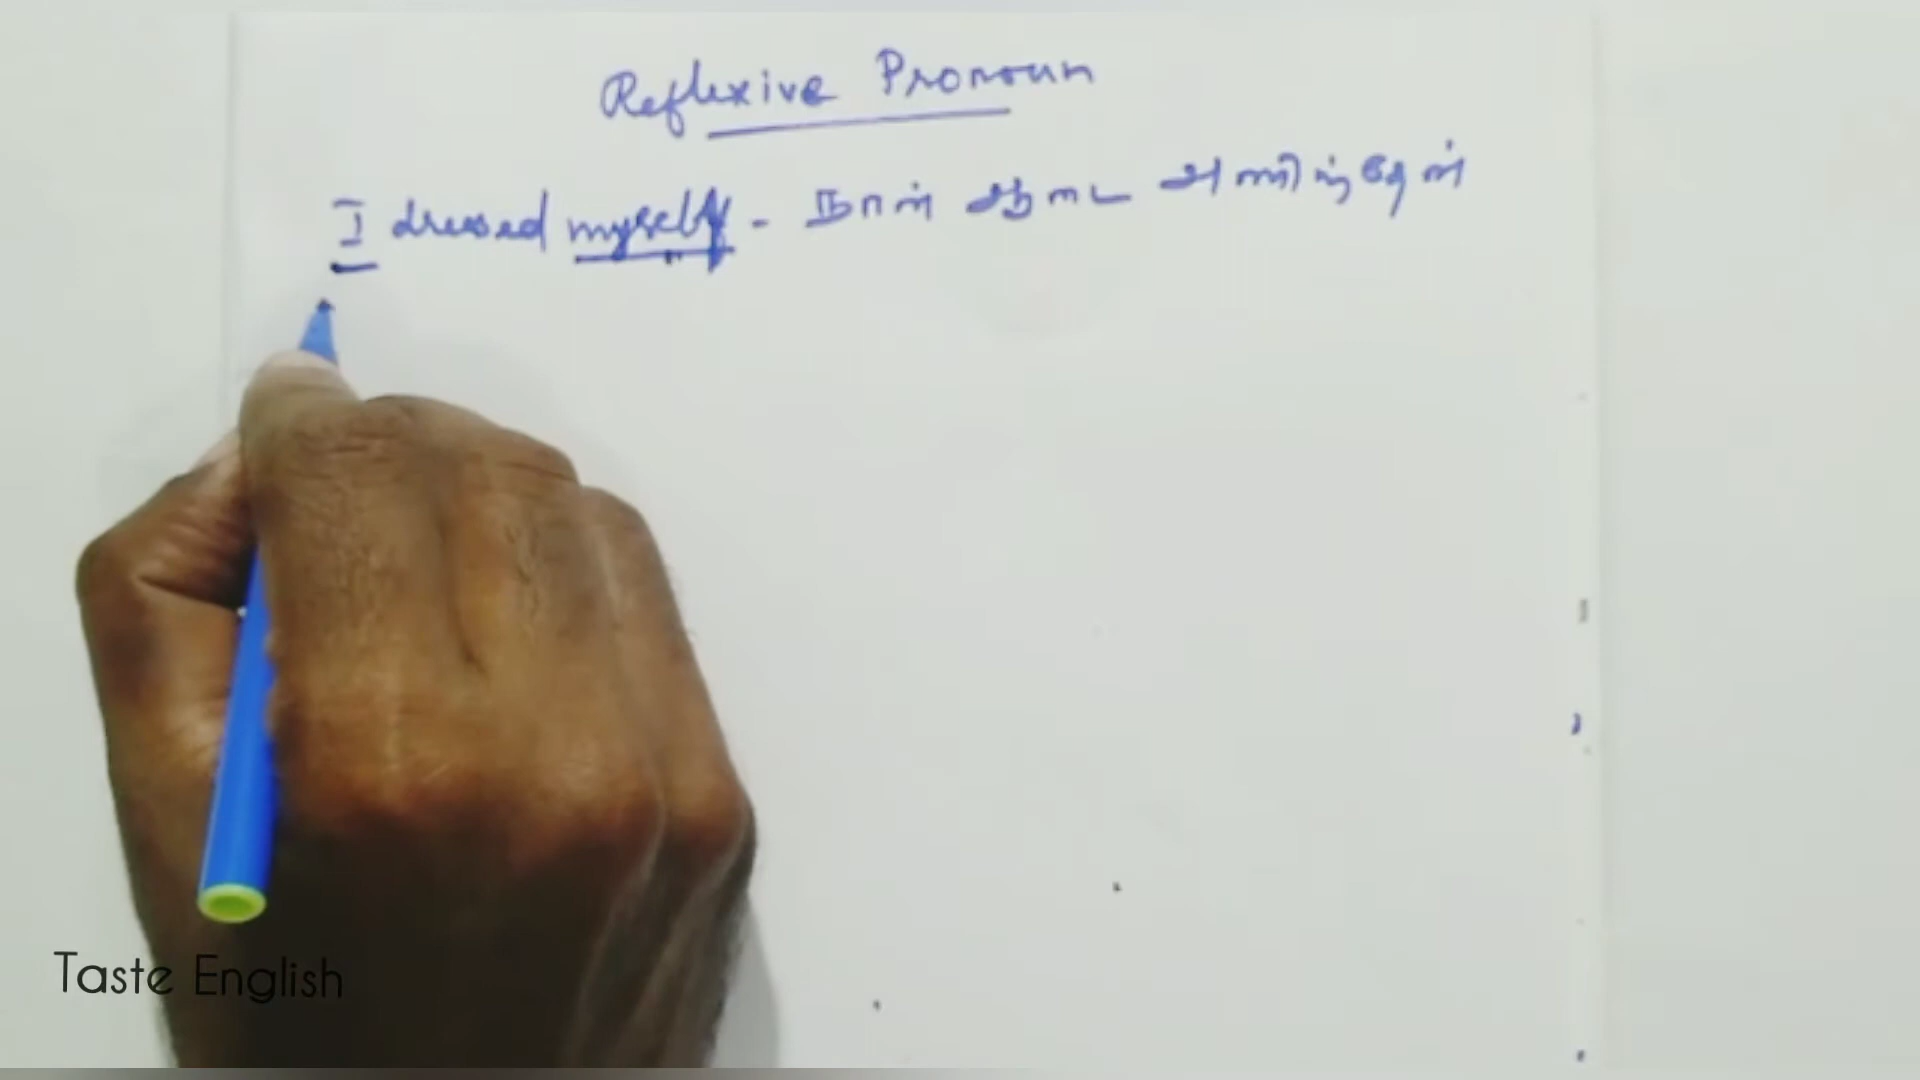 Reflexive Pronoun
I dressed myself - நான் ஆடை அணிந்தேன்
Taste English